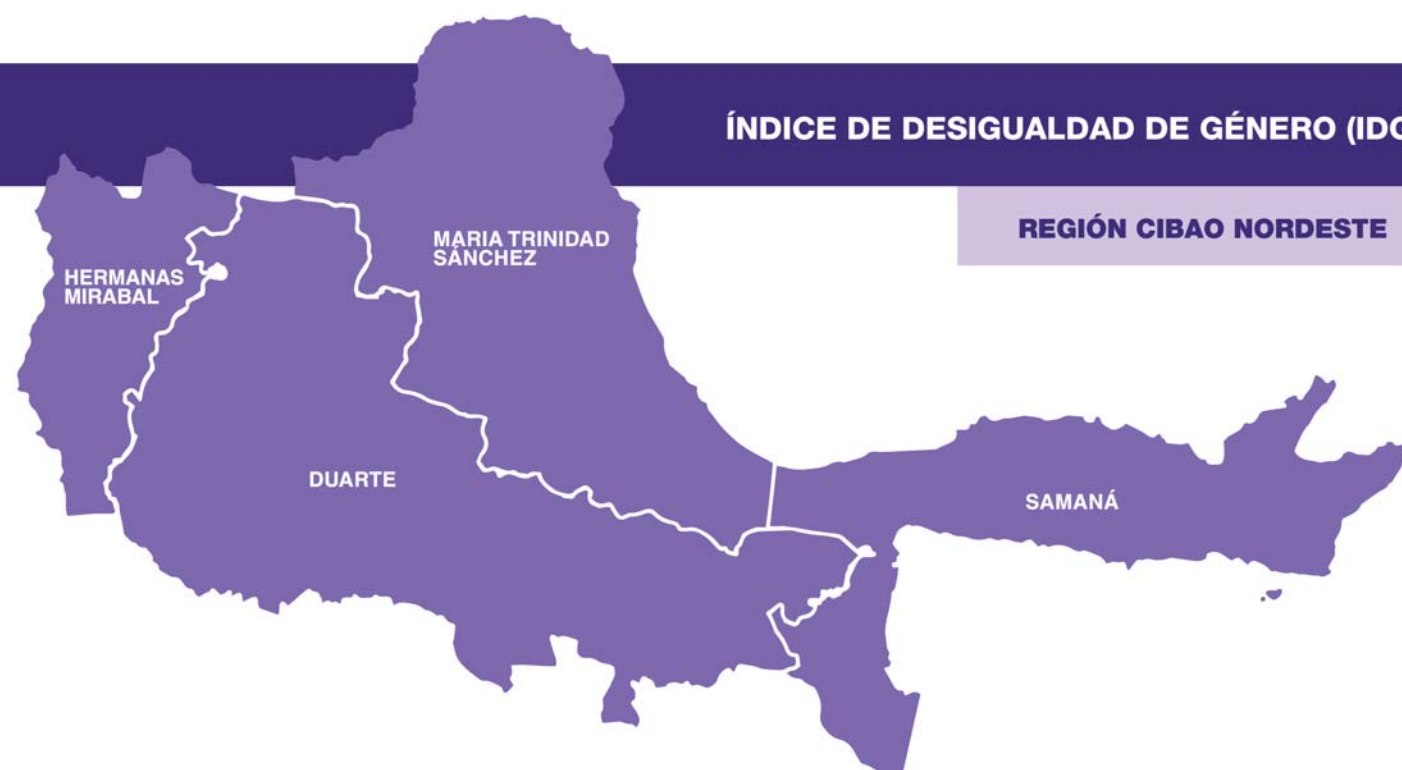 ÍNDICE DE DESIGUALDAD DE GÉNERO (IDG
REGIÓN CIBAO NORDESTE
MARIA TRINIDAD
SÁNCHEZ
HERMANAS
MIRABAL
DUARTE
SAMANÁ